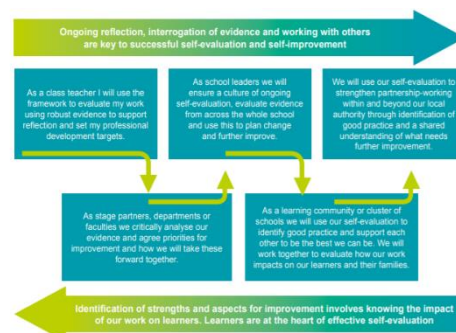 Ongoing reflection, interrogation of evidence and working with others
are key to successful self-evaluation and self-improvement
As a class teacher I will use the
framework to evaluate my work
using robust evidence to support
reflection and set my professional
development targets.
As school leaders we will
ensure a culture of ongoing
self-evaluation, evaluate evidence
from across the whole school
and use this to plan change
and further improve.
We will use our self-evaluation to
strengthen partnership-working
within and beyond our local
authority through identification of
good practice and a shared
understanding of what needs
further improvement.
As stage partners, departments or
faculties we critically analyse our
evidence and agree priorities for
improvement and how we will take these
forward together.
As a learning community or cluster of
schools we will use our self-evaluation to
identify good practice and support each
other to be the best we can be. We will
work together to evaluate how our work
impacts on our learners and their families.
Identification of strengths and aspects for improvement involves knowing the impact
of our work on learners. Learners are at the heart of effective self-evaluation